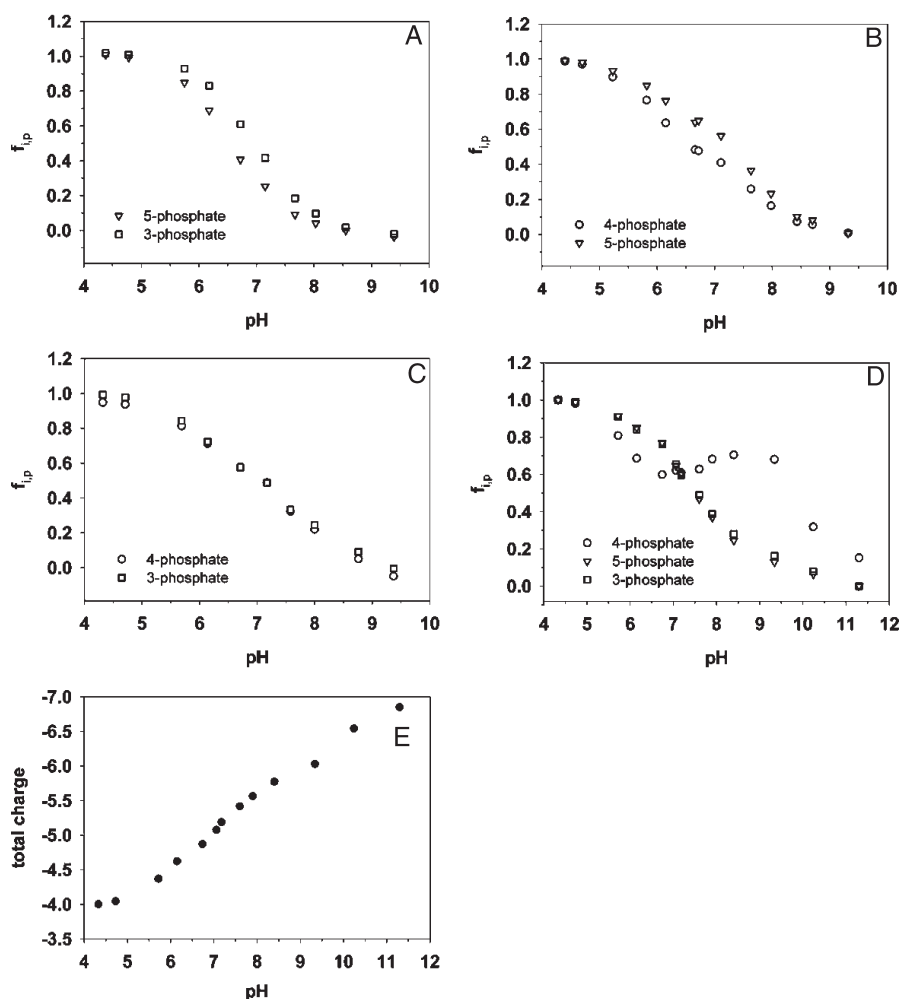 A
1.2
1.0
0.8
0.6
0.4
0.2
0.0
f i,p
5-phosphate
3-phosphate
4 5 6 7 8 9 10
pH
B
1.2
1.0
0.8
0.6
0.4
0.2
0.0
f i,p
4-phosphate
5-phosphate
4 5 6 7 8 9 10
pH
C
1.2
1.0
0.8
0.6
0.4
0.2
0.0
f i,p
4-phosphate
3-phosphate
4 5 6 7 8 9 10
pH
D
1.2
1.0
0.8
0.6
0.4
0.2
0.0
f i,p
4-phosphate
5-phosphate
3-phosphate
4 5 6 7 8 9 10 11 12
pH
E
-7.0
-6.5
-6.0
-5.5
-5.0
-4.5
-4.0
-3.5
total charge
4 5 6 7 8 9 10 11 12
pH